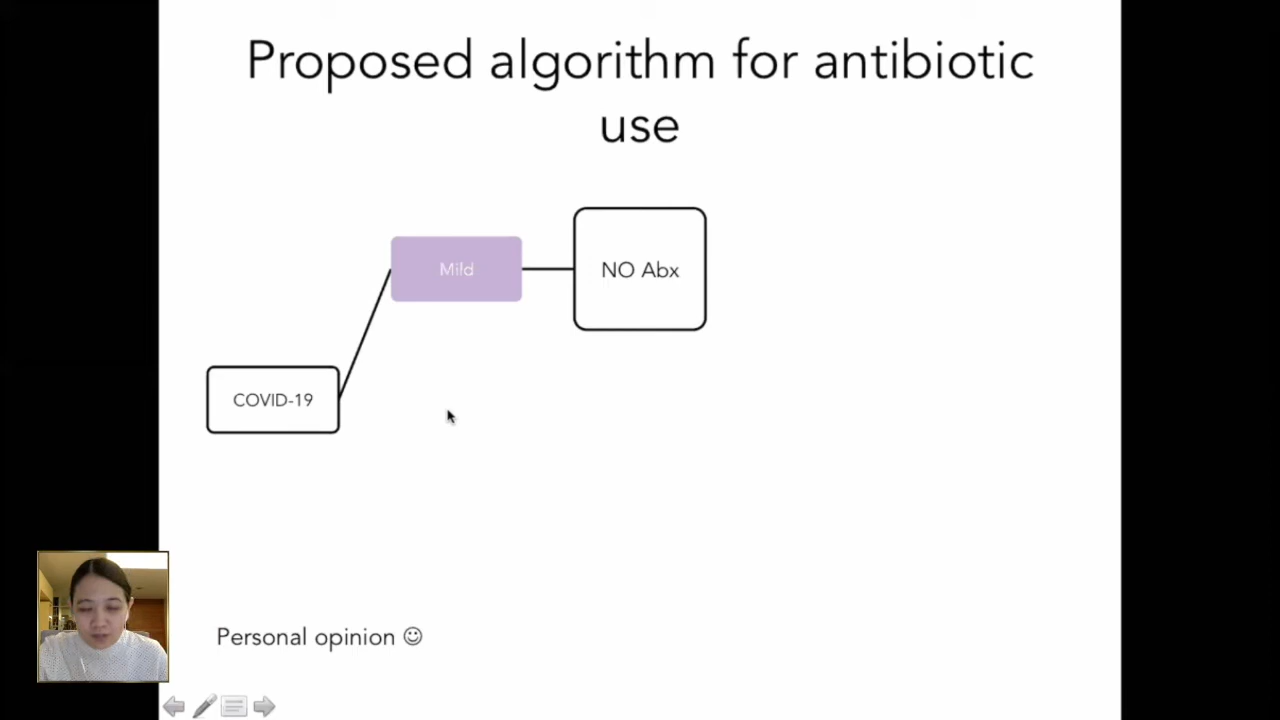 Proposed algorithm for antibiotic
use
Mild
NO Abx
COVID-19
Personal opinion ☺